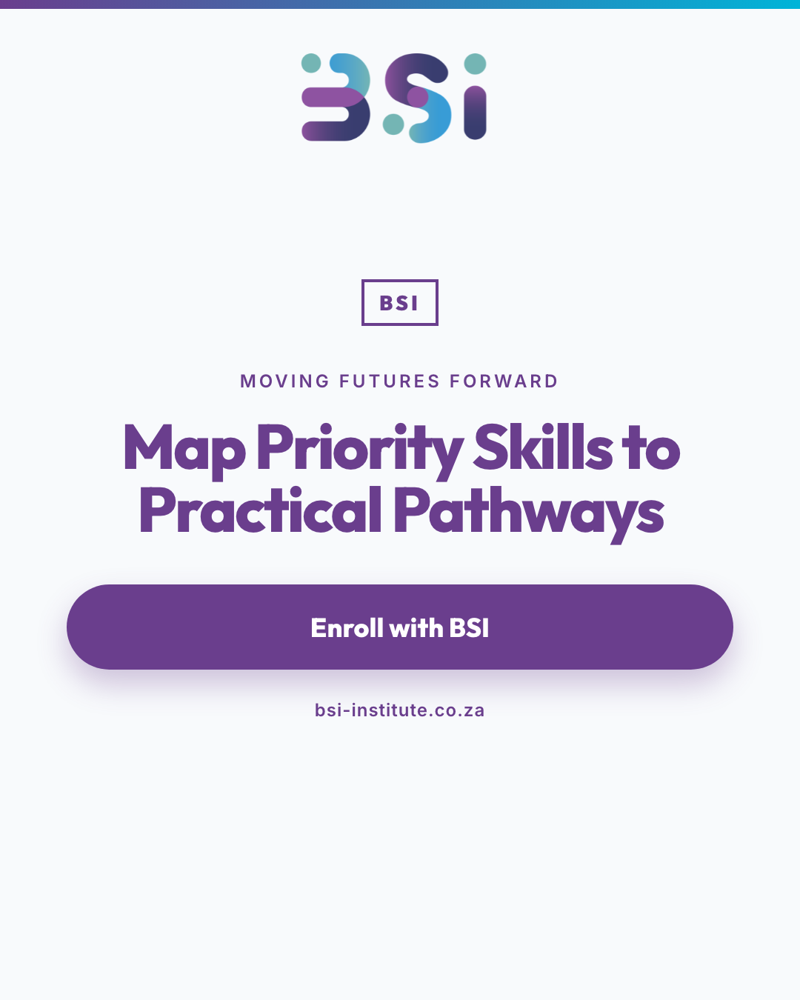 BSi
BSI
MOVING FUTURES FORWARD
Map Priority Skills to
Practical Pathways
Enroll with BSI
bsi-institute.co.za